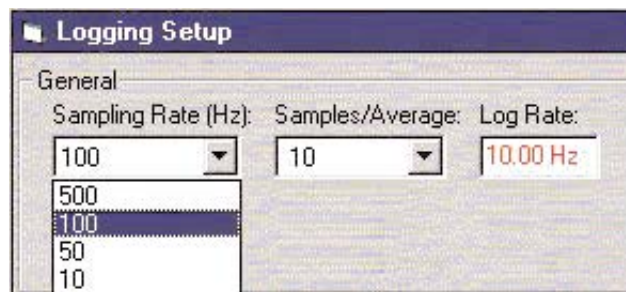 Logging Setup
General
Sampling Rate (Hz): Samples/Average: Log Rate:
100 10 10.00 Hz
500
100
50
10